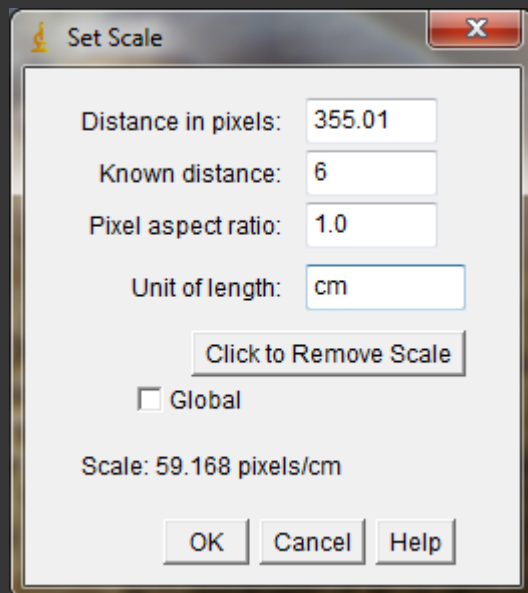 Set Scale
Distance in pixels: 355.01
Known distance: 6
Pixel aspect ratio: 1.0
Unit of length: cm
Click to Remove Scale
Global
Scale: 59.168 pixels/cm
OK Cancel Help